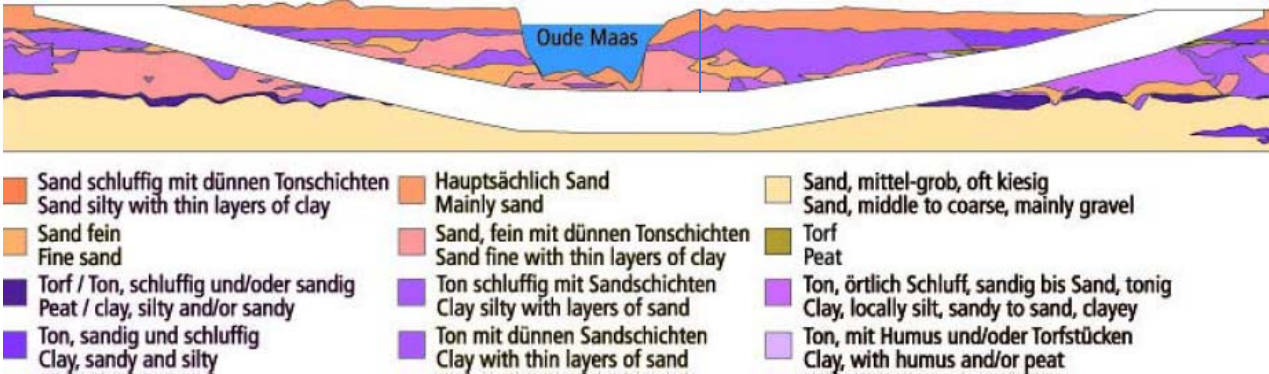 Oude Maas
Sand schluffig mit dünnen Tonschichten
Sand silty with thin layers of clay
Sand fein
Fine sand
Torf / Ton, schluffig und/oder sandig
Peat / clay, silty and/or sandy
Ton, sandig und schluffig
Clay, sandy and silty
Hauptsächlich Sand
Mainly sand
Sand, fein mit dünnen Tonschichten
Sand fine with thin layers of clay
Ton schluffig mit Sandschichten
Clay silty with layers of sand
Ton mit dünnen Sandschichten
Clay with thin layers of sand
Sand, mittel-grob, oft kiesig
Sand, middle to coarse, mainly gravel
Torf
Peat
Ton, örtlich Schluff, sandig bis Sand, tonig
Clay, locally silt, sandy to sand, clayey
Ton, mit Humus und/oder Torfstücken
Clay, with humus and/or peat